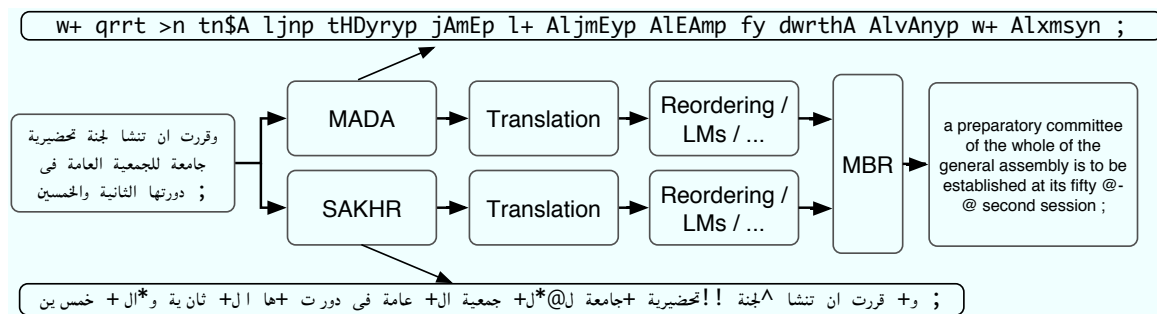 w+ qrrt >n tn$A ljnp tHDyryp jAmEp l+ AljmEyp AlEAmp fy dwrthA AlvAnyp w+ Alxmsyn ;
وقررت ان تنشا لجنة تحضيرية
جامعة للجمعية العامة فى
دورتها الثانية والخمسين ;
MADA
Translation
Reordering /
LMs / ...
SAKHR
Translation
Reordering /
LMs / ...
MBR
a preparatory committee
of the whole of the
general assembly is to be
established at its fifty @-
@ second session ;
و+ قررت ان تنشا ^لجنة !!تحضيرية +جامعة ل@*ل+ جمعية ال+ عامة فى دورت +ها ال+ ثانية و*ال+ خمسين ;